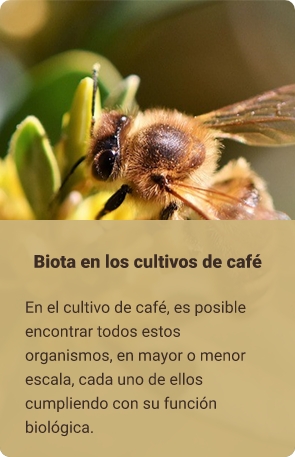 Biota en los cultivos de café
En el cultivo de café, es posible
encontrar todos estos
organismos, en mayor o menor
escala, cada uno de ellos
cumpliendo con su función
biológica.